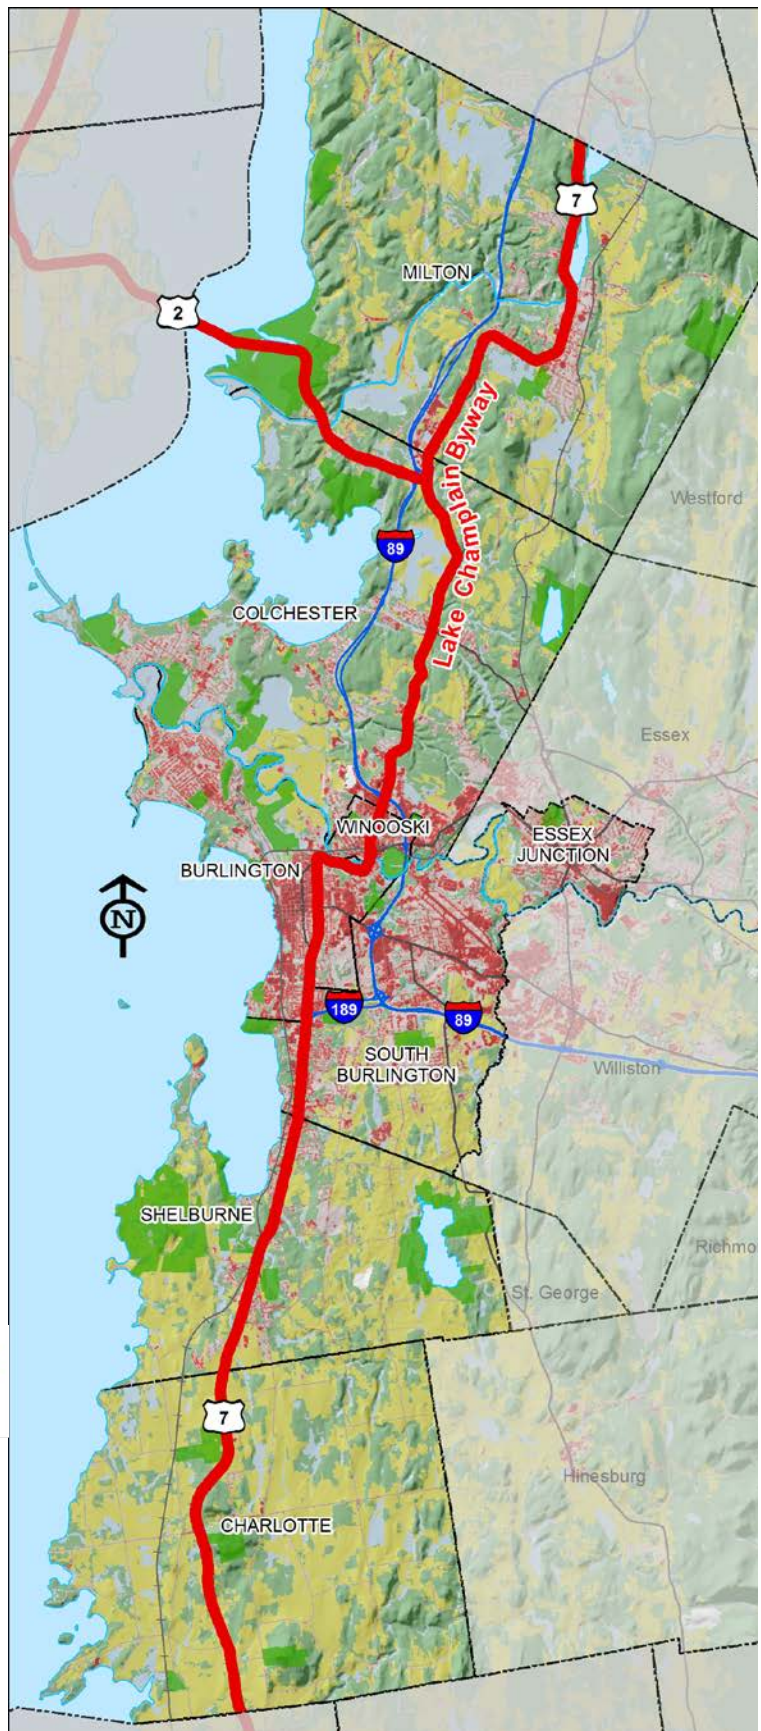 7
MILTON
2
Lake Champlain Byway
Westford
89
COLCHESTER
Essex
WINOOSKI
ESSEX
JUNCTION
BURLINGTON
N
189
89
SOUTH
BURLINGTON
Williston
SHELBURNE
Richmo
St. George
7
Hinesburg
CHARLOTTE